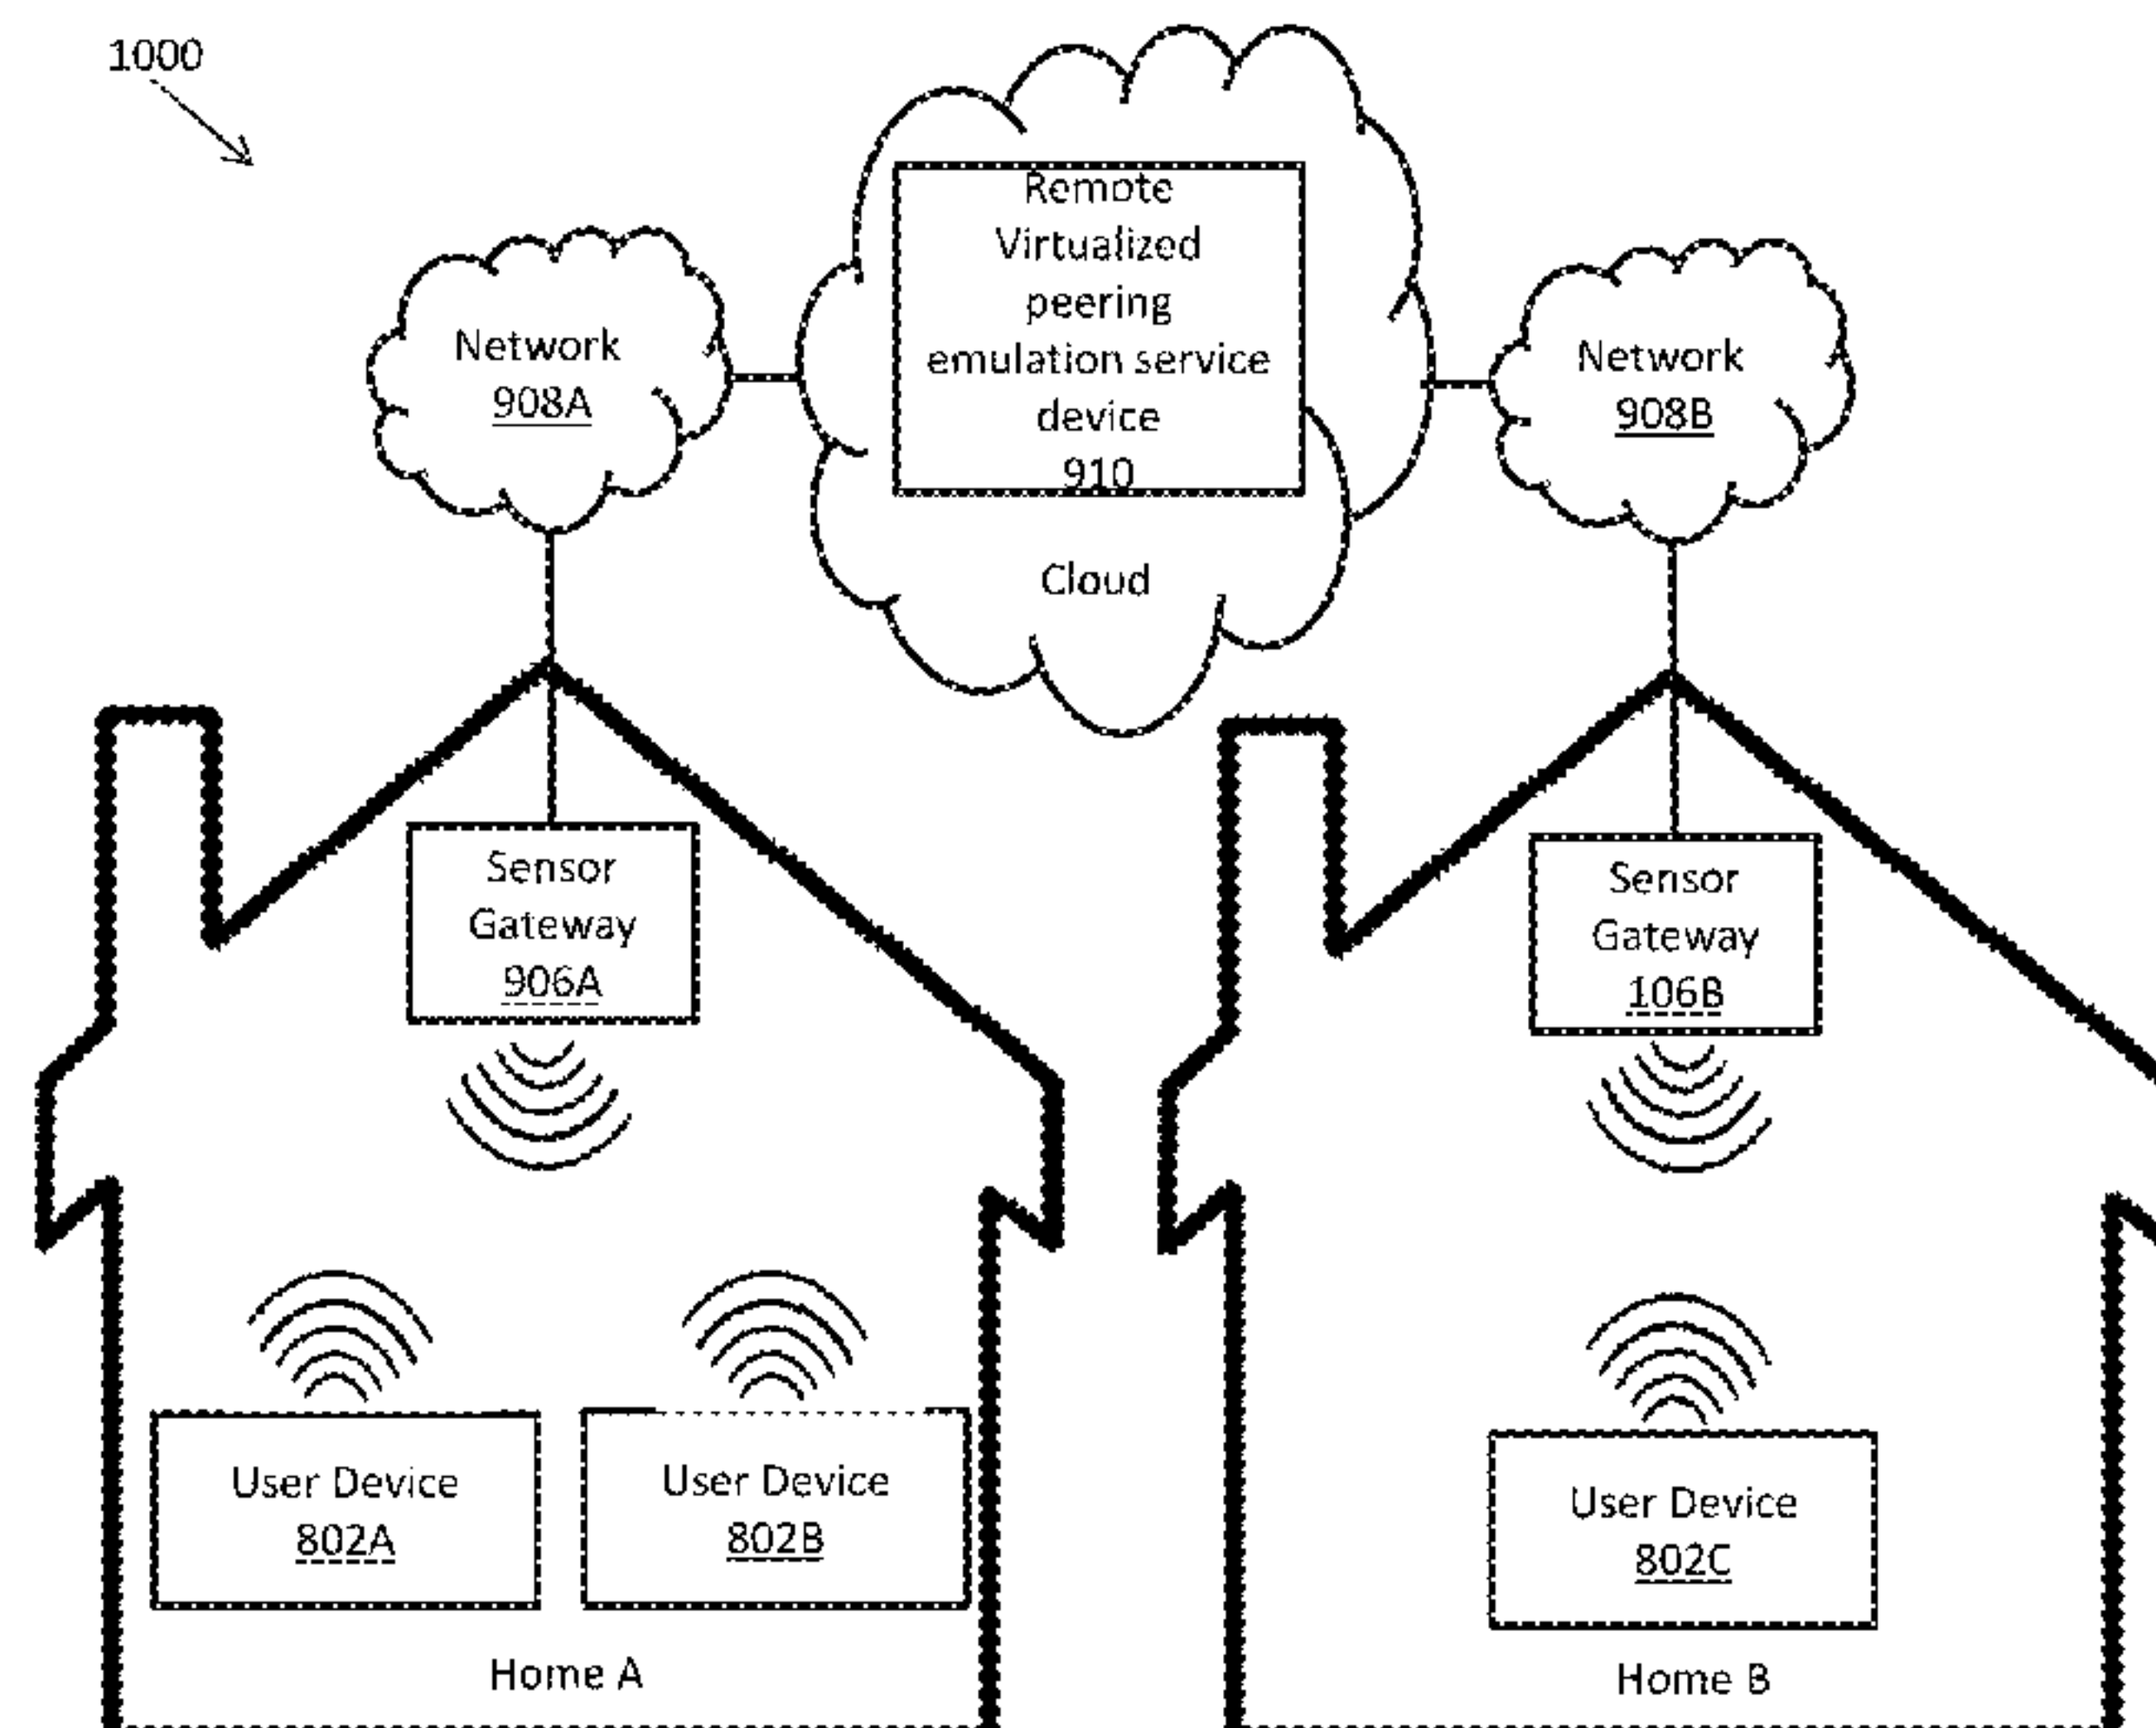 1000
Remote
Virtualized
peering
emulation service
device
910
Cloud
Network
908A
Network
908B
Sensor
Gateway
906A
Sensor
Gateway
106B
User Device
802A
User Device
802B
User Device
802C
Home A
Home B